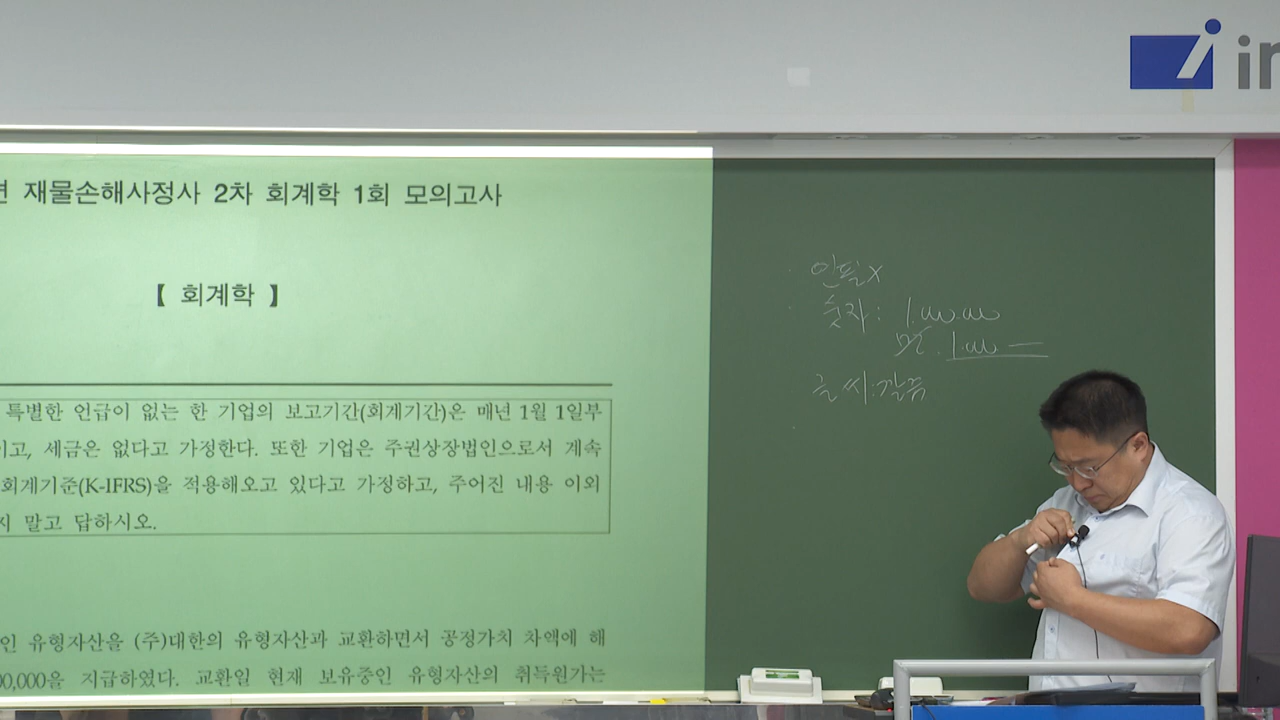 in
재물손해사정사 2차 회계학 1회 모의고사
【 회계학 】
특별한 언급이 없는 한 기업의 보고기간(회계기간)은 매년 1월 1일부
이고, 세금은 없다고 가정한다. 또한 기업은 주권상장법인으로서 계속
회계기준(K-IFRS)을 적용해오고 있다고 가정하고, 주어진 내용 이외
시 말고 답하시오.
인 유형자산을 (주)대한의 유형자산과 교환하면서 공정가치 차액에 해
00,000을 지급하였다. 교환일 현재 보유중인 유형자산의 취득원가는
연필X
숫자:
글씨:깔끔